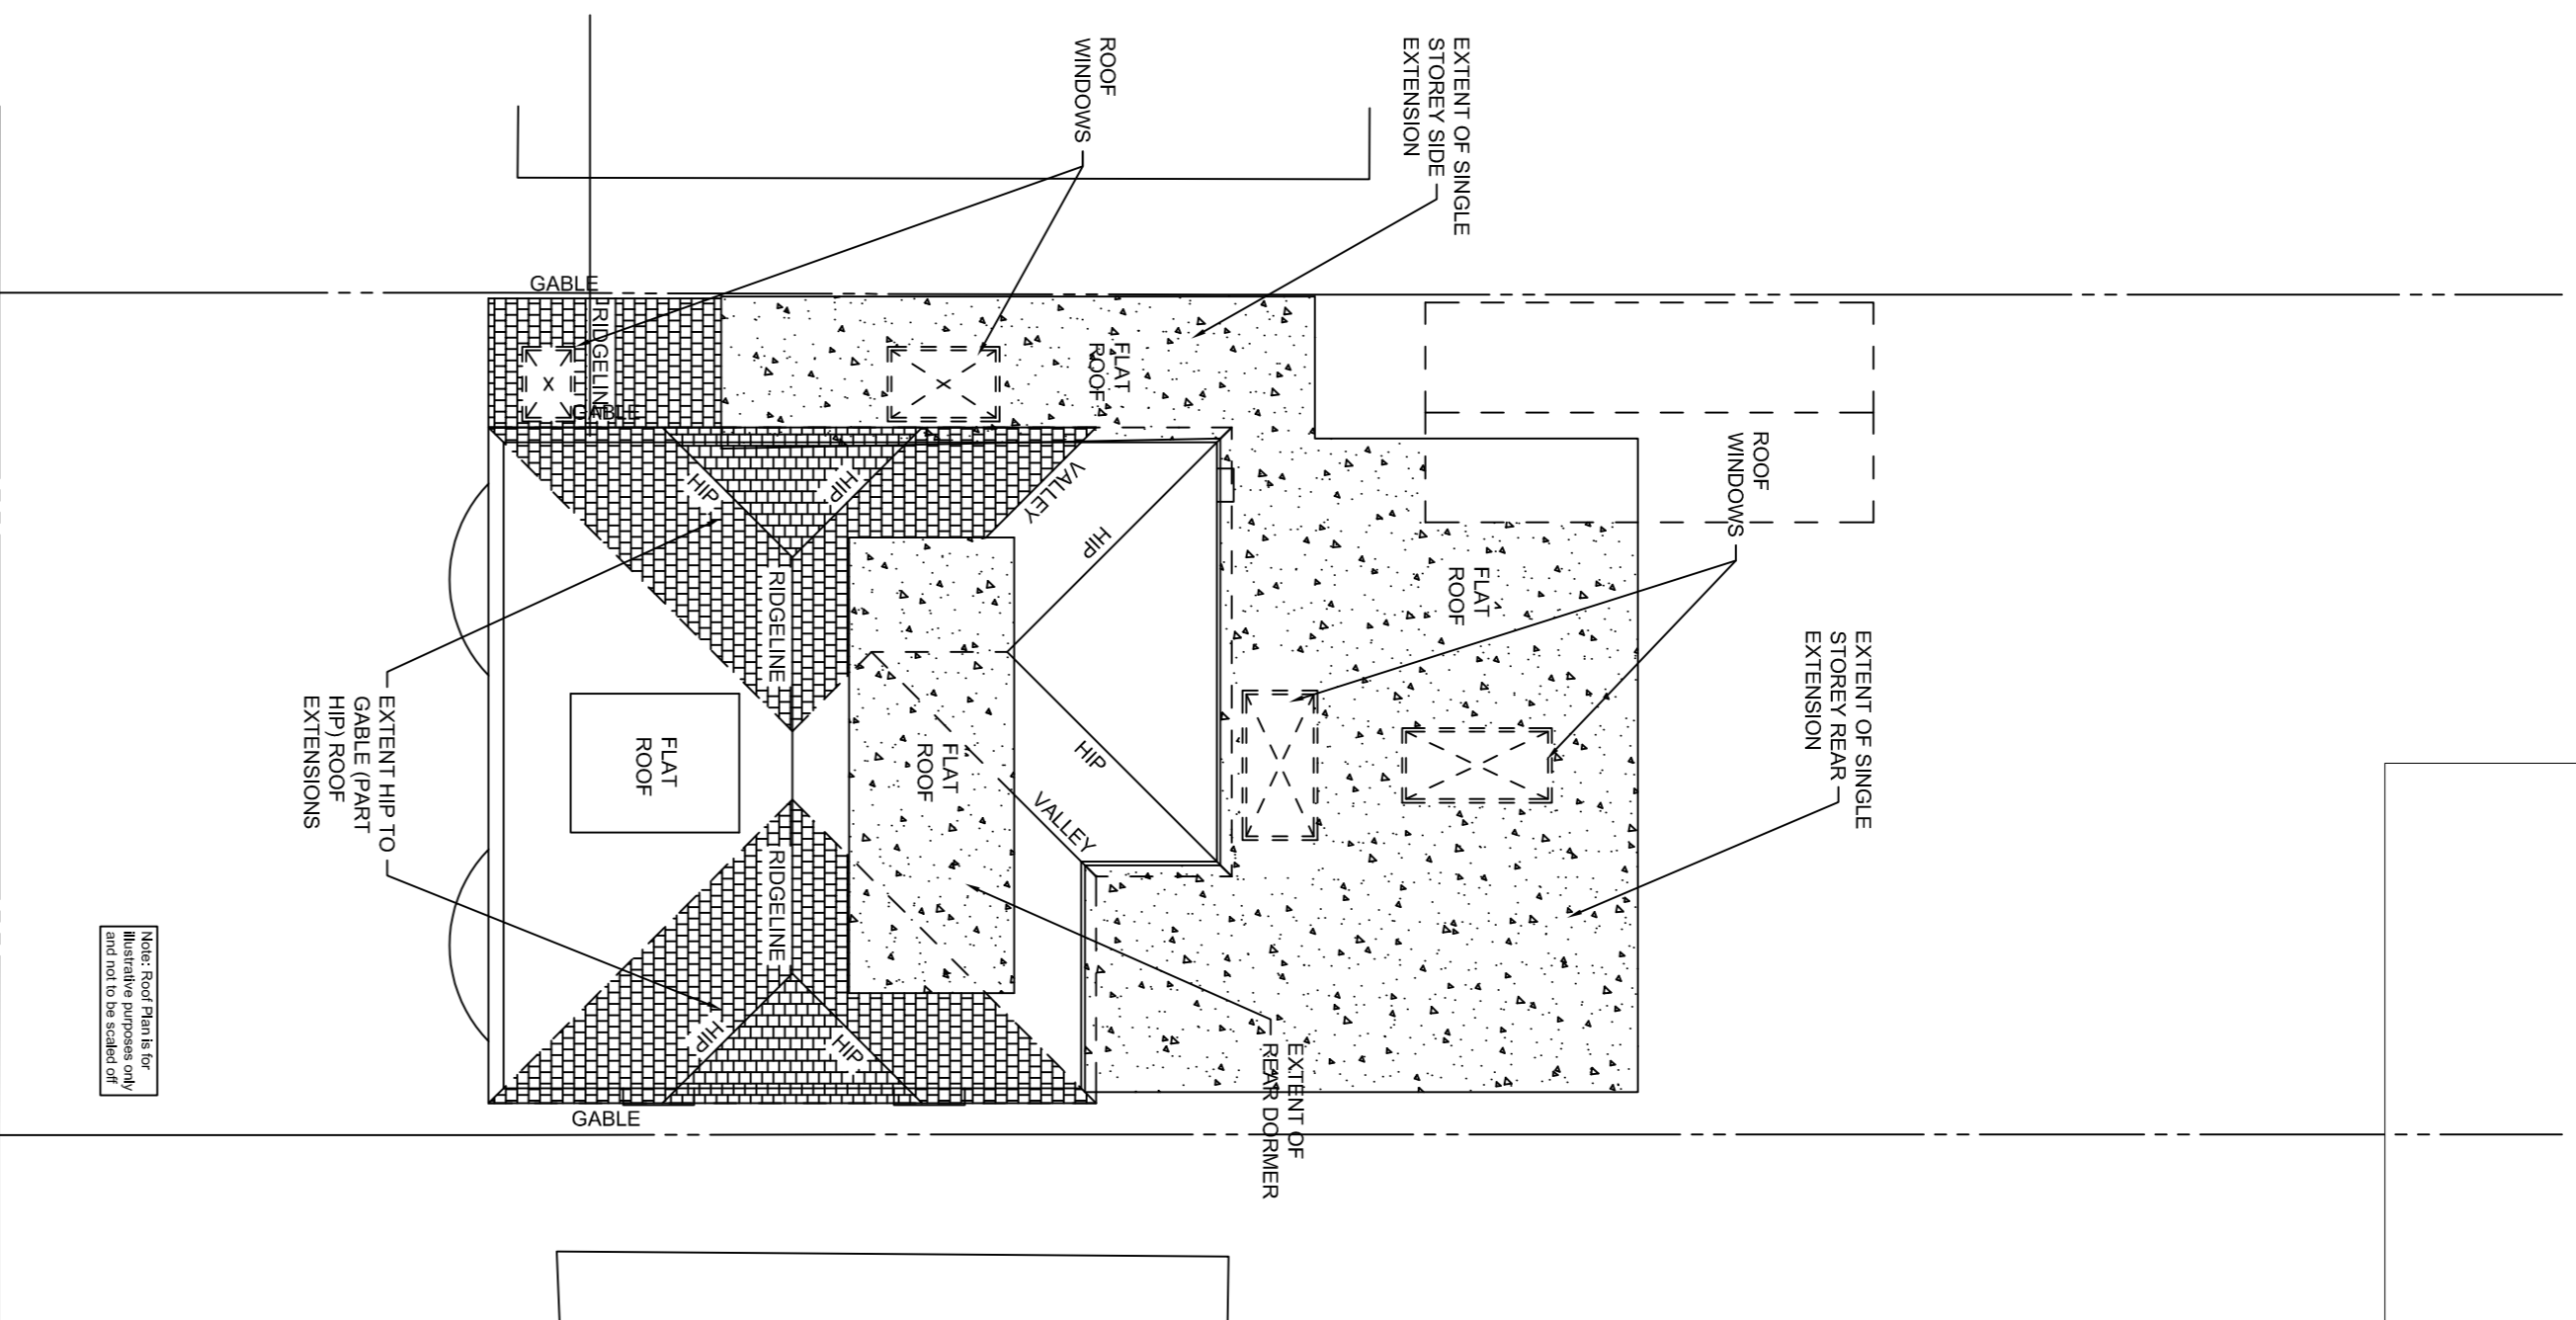 EXTENT OF SINGLE
STOREY SIDE
EXTENSION
ROOF
WINDOWS
GABLE
RIDGELINE
GABLE
FLAT
ROOF
ROOF
WINDOWS
HIP
HIP
VALLEY
HIP
FLAT
ROOF
EXTENT OF SINGLE
STOREY REAR
EXTENSION
RIDGELINE
EXTENT HIP TO
GABLE (PART
HIP) ROOF
EXTENSIONS
FLAT
ROOF
FLAT
ROOF
HIP
VALLEY
RIDGELINE
HIP
HIP
EXTENT OF
REAR DORMER
GABLE
Note: Roof Plan is for
illustrative purposes only
and not to be scaled off